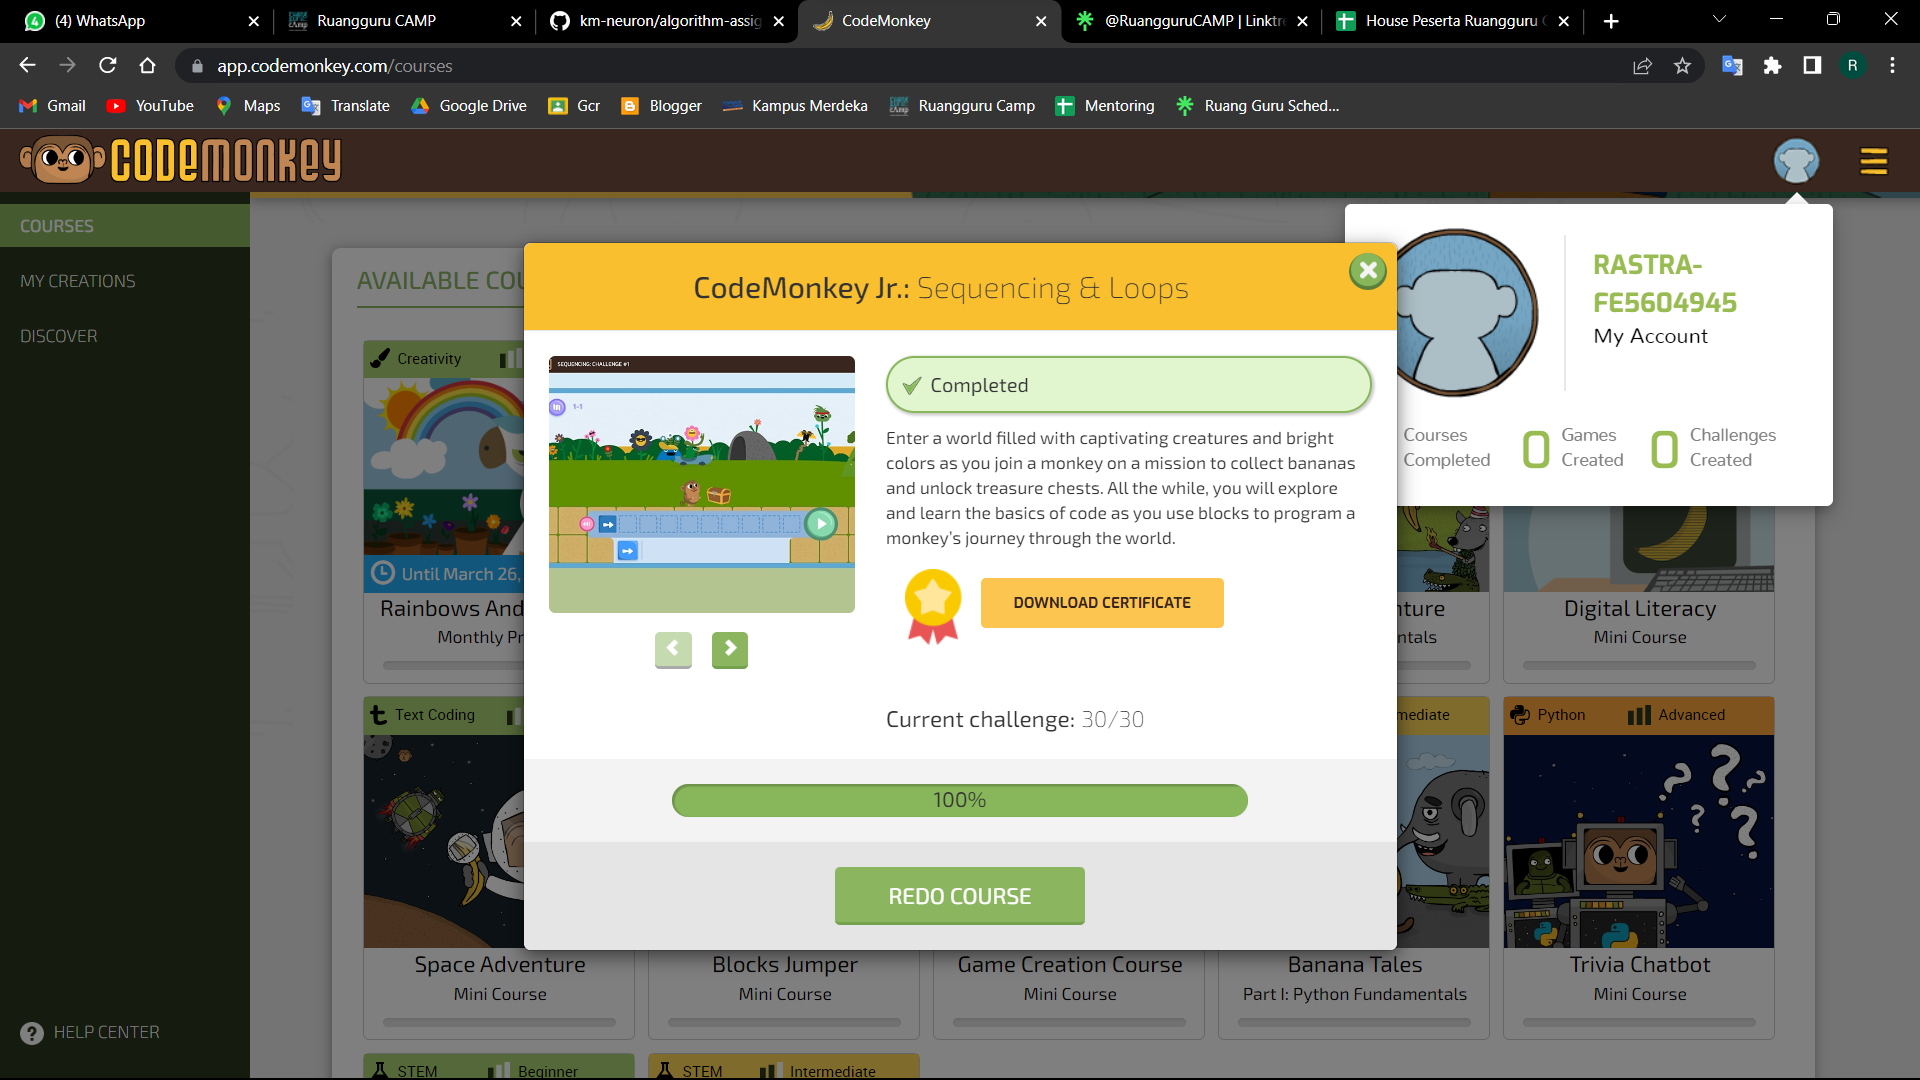 (4) WhatsApp
Ruangguru CAMP
km-neuron/algorithm-assig
CodeMonkey
@RuangguruCAMP | Linktr
House Peserta Ruangguru
app.codemonkey.com/courses
R
Gmail
YouTube
Maps
Translate
Google Drive
Gcr
Blogger
Kampus Merdeka
Ruangguru Camp
Mentoring
Ruang Guru Sched...
CODEMONKEY
COURSES
MY CREATIONS
DISCOVER
HELP CENTER
AVAILABLE COU
RASTRA-
FE5604945
My Account
Courses
Completed
0
Games
Created
0
Challenges
Created
CodeMonkey Jr.: Sequencing & Loops
SEQUENCING: CHALLENGE #1
1-1
Completed
Enter a world filled with captivating creatures and bright
colors as you join a monkey on a mission to collect bananas
and unlock treasure chests. All the while, you will explore
and learn the basics of code as you use blocks to program a
monkey's journey through the world.
DOWNLOAD CERTIFICATE
Current challenge: 30/30
100%
REDO COURSE
Creativity
Until March 26,
Rainbows And
Monthly Pr
nture
ntals
Digital Literacy
Mini Course
Text Coding
mediate
Python
Advanced
Space Adventure
Mini Course
Blocks Jumper
Mini Course
Game Creation Course
Mini Course
Banana Tales
Part I: Python Fundamentals
Trivia Chatbot
Mini Course
STEM
Beginner
STEM
Intermediate